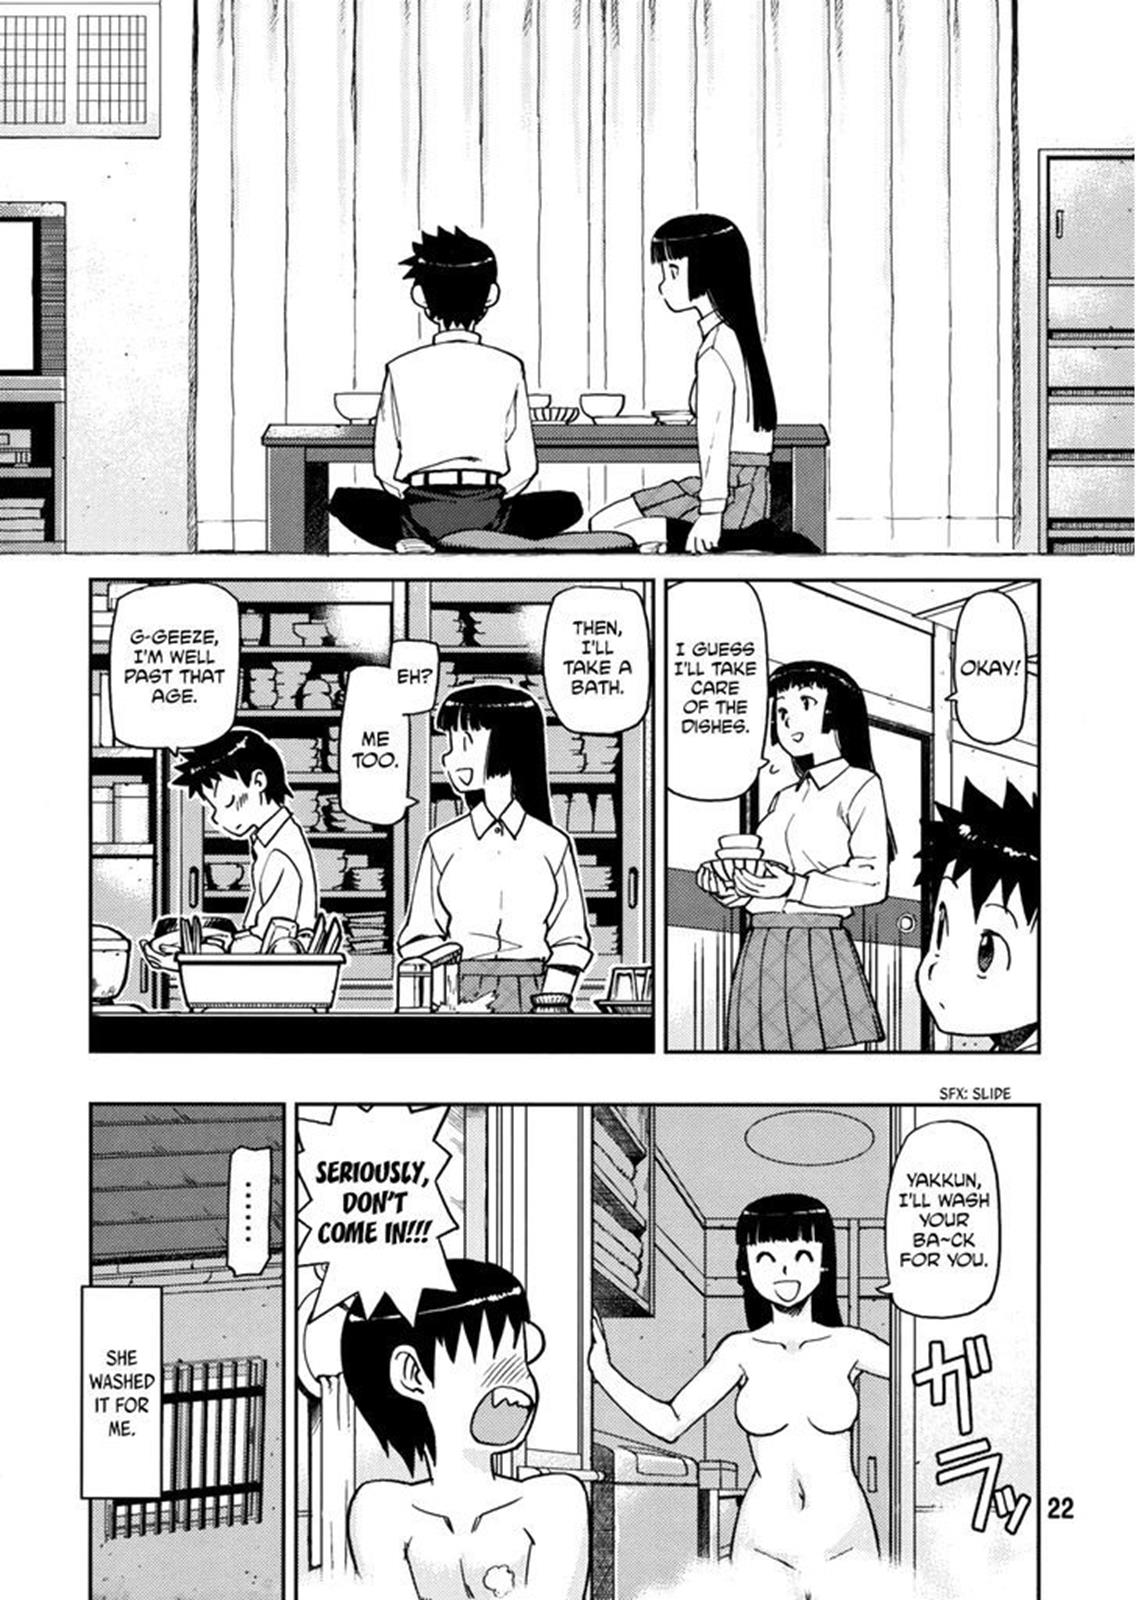 OKAY!
I GUESS
I'LL TAKE
CARE
OF THE
DISHES.
THEN,
I'LL
TAKE A
BATH.
EH?
ME
TOO.
G-GEEZE,
I'M WELL
PAST THAT
AGE.
SFX: SLIDE
YAKKUN,
I'LL WASH
YOUR
BA~CK
FOR YOU.
ガラッ
SERIOUSLY,
DON'T
COME IN!!!
........
SHE
WASHED
IT FOR
ME.
22